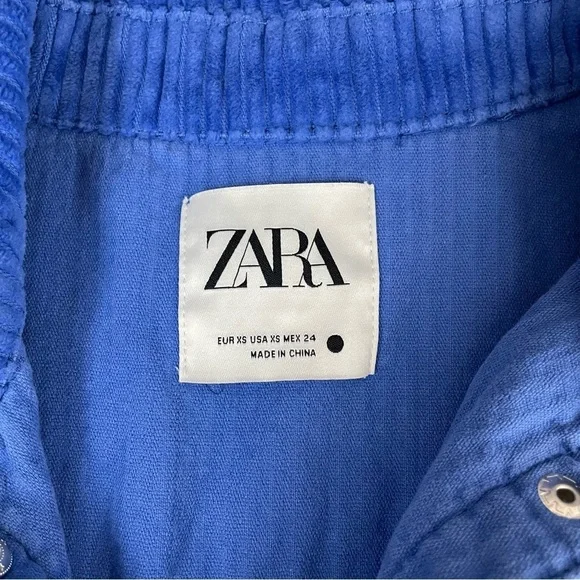 ZARA
EUR XS USA XS MEX 24
MADE IN CHINA